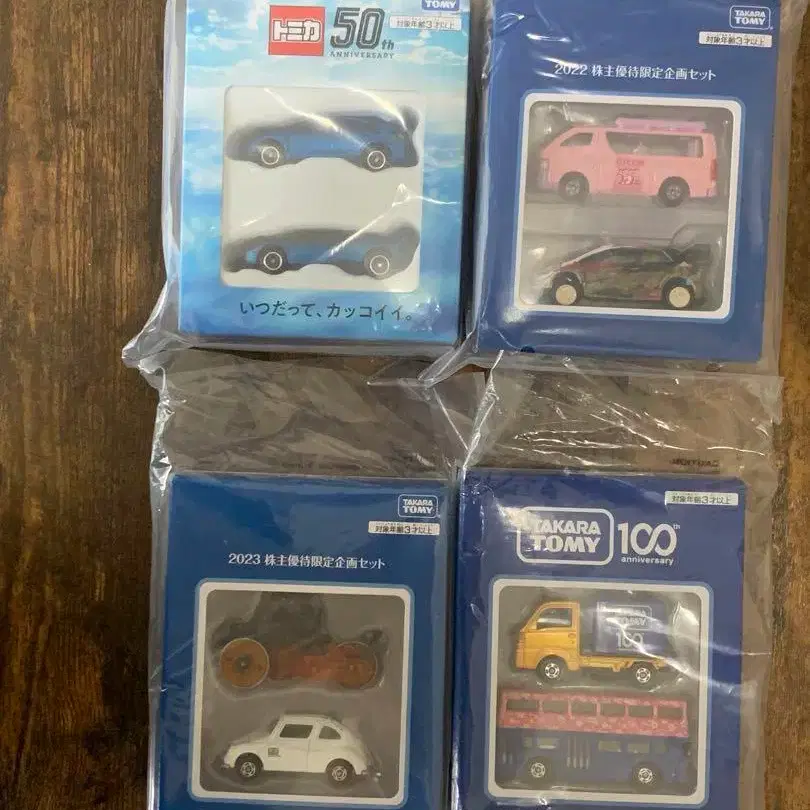 トミカ 50th
ANNIVERSARY
TOMY
対象年齢3才以上
いつだって、カッコイイ。
TAKARA
TOMY
対象年齢3才以上
2022 株主優待限定企画セット
TAKARA
TOMY
対象年齢3才以上
2023 株主優待限定企画セット
対象年齢3才以上
TAKARA
TOMY
100th
anniversary
TAKARA
TOMY
100